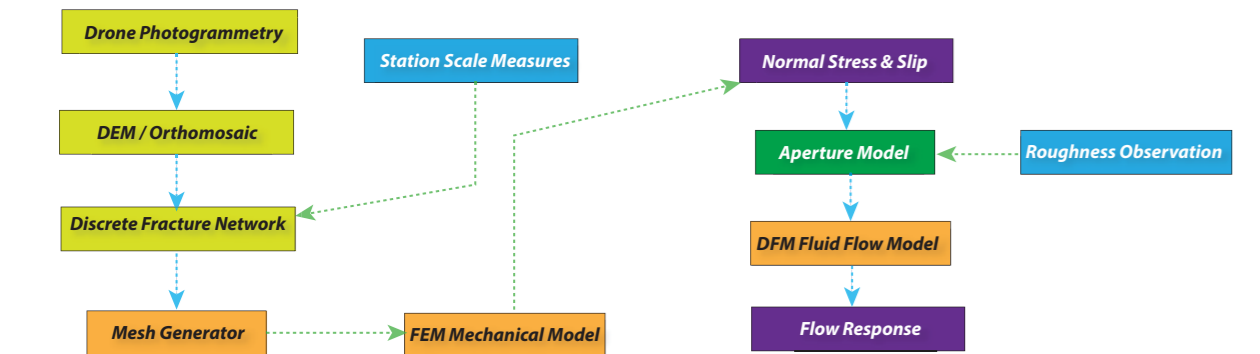 Drone Photogrammetry
Station Scale Measures
Normal Stress & Slip
DEM / Orthomosaic
Aperture Model
Roughness Observation
Discrete Fracture Network
DFM Fluid Flow Model
Mesh Generator
FEM Mechanical Model
Flow Response